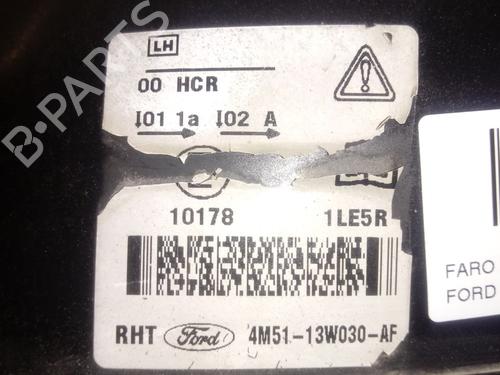 LH
00 HCR
I01 1a I02 A
10178 1LE5R
RHT Ford 4M51-13W030-AF
FARO
FORD
B-PARTS